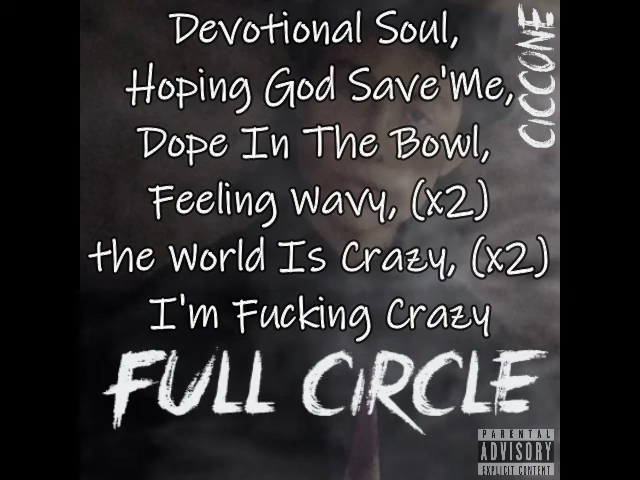 Devotional Soul,
Hoping God Save'Me,
Dope In The Bowl,
Feeling Wavy, (x2)
the World Is Crazy, (x2)
I'm Fucking Crazy
FULL CIRCLE
CICCONE
PARENTAL
ADVISORY
EXPLICIT CONTENT